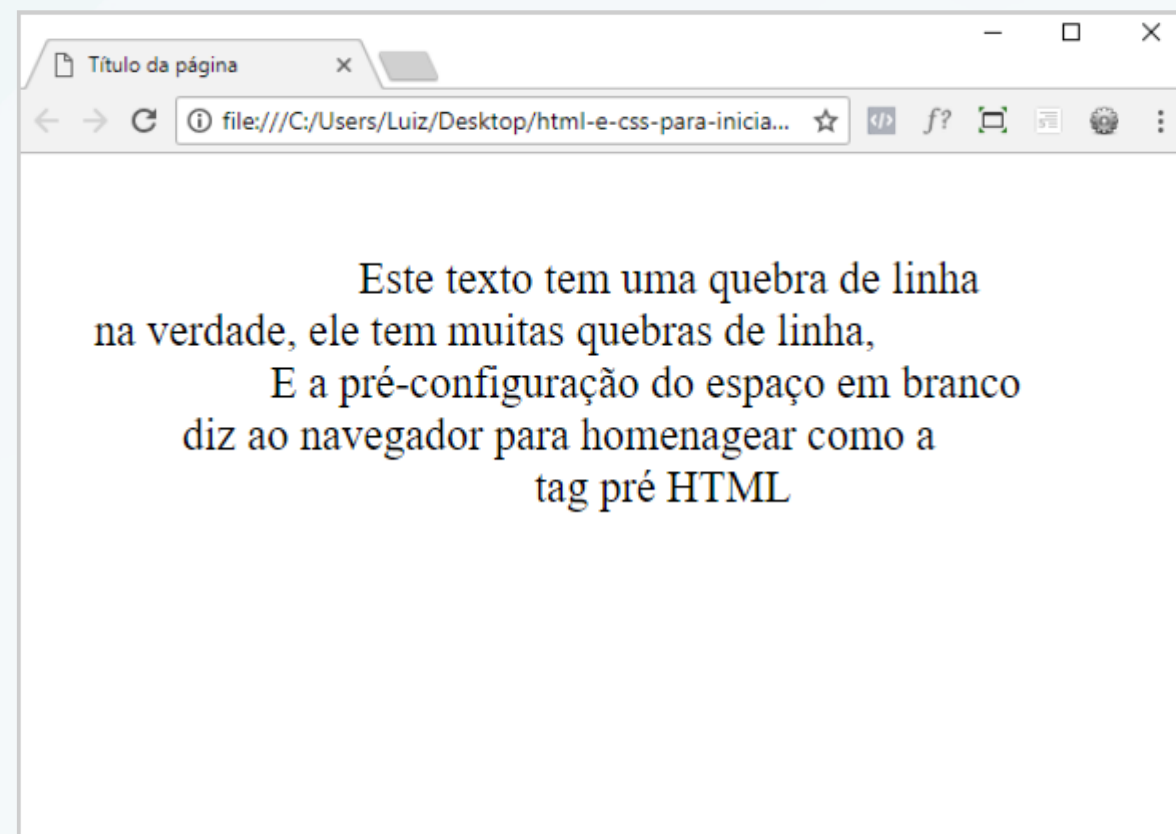 Título da página
file:///C:/Users/Luiz/Desktop/html-e-css-para-inicia...
f?
Este texto tem uma quebra de linha
na verdade, ele tem muitas quebras de linha,
E a pré-configuração do espaço em branco
diz ao navegador para homenagear como a
tag pré HTML